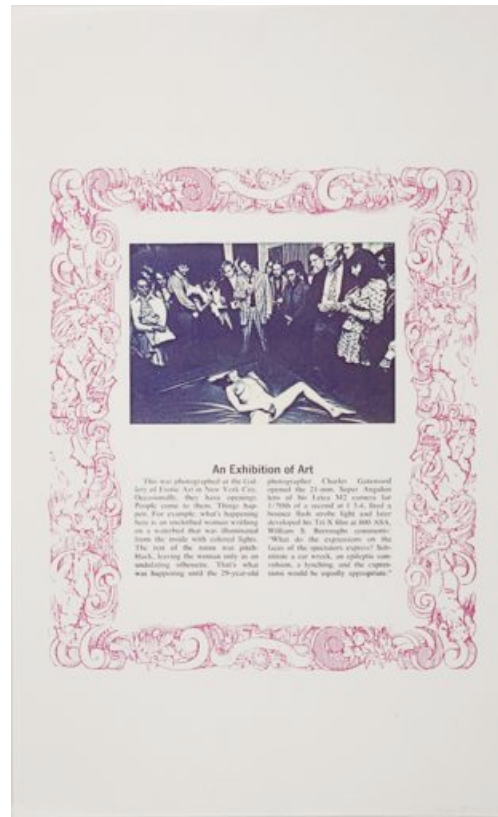 An Exhibition of Art
This was photographed at the Gal-
lery of Erotic Art in New York City.
Occasionally, they have openings.
People come to them. Things hap-
pen. For example, what's happening
here is an unclothed woman writhing
on a waterbed that was illuminated
from the inside with colored lights.
The rest of the room was pitch-
black, leaving the woman only as an
undulating silhouette. That's what
was happening until the 29-year-old
photographer Charles Gatewood
opened the 21-mm. Super Angulon
lens of his Leica M2 camera for
of a second at f 3.4, fired a
bounce flash strobe light and later
developed his Tri-X film at 800 ASA.
William S. Burroughs comments:
"What do the expressions on the
faces of the spectators express? Sub-
stitute a car wreck, an epileptic con-
vulsion, a lynching, and the expres-
sions would be equally appropriate."